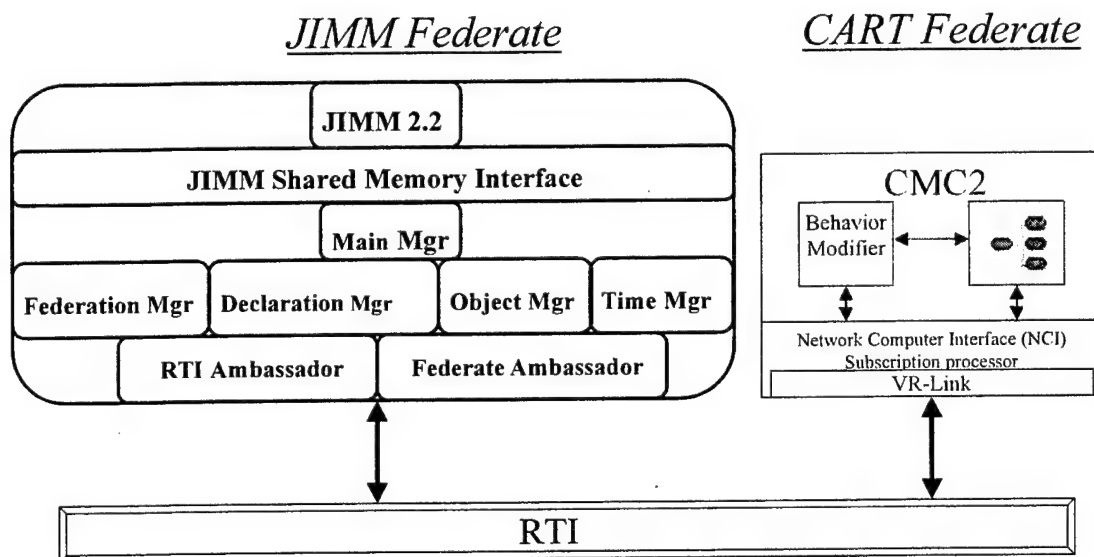 JIMM Federate
CART Federate
JIMM 2.2
JIMM Shared Memory Interface
Main Mgr
Federation Mgr
Declaration Mgr
Object Mgr
Time Mgr
RTI Ambassador
Federate Ambassador
CMC2
Behavior
Modifier
Network Computer Interface (NCI)
Subscription processor
VR-Link
RTI